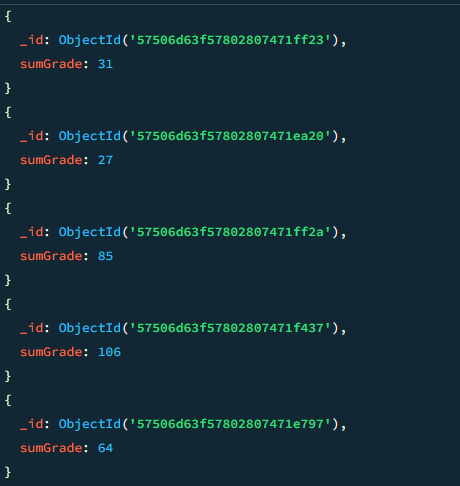 {
  _id: ObjectId('57506d63f57802807471ff23'),
  sumGrade: 31
}
{
  _id: ObjectId('57506d63f57802807471ea20'),
  sumGrade: 27
}
{
  _id: ObjectId('57506d63f57802807471ff2a'),
  sumGrade: 85
}
{
  _id: ObjectId('57506d63f57802807471f437'),
  sumGrade: 106
}
{
  _id: ObjectId('57506d63f57802807471e797'),
  sumGrade: 64
}